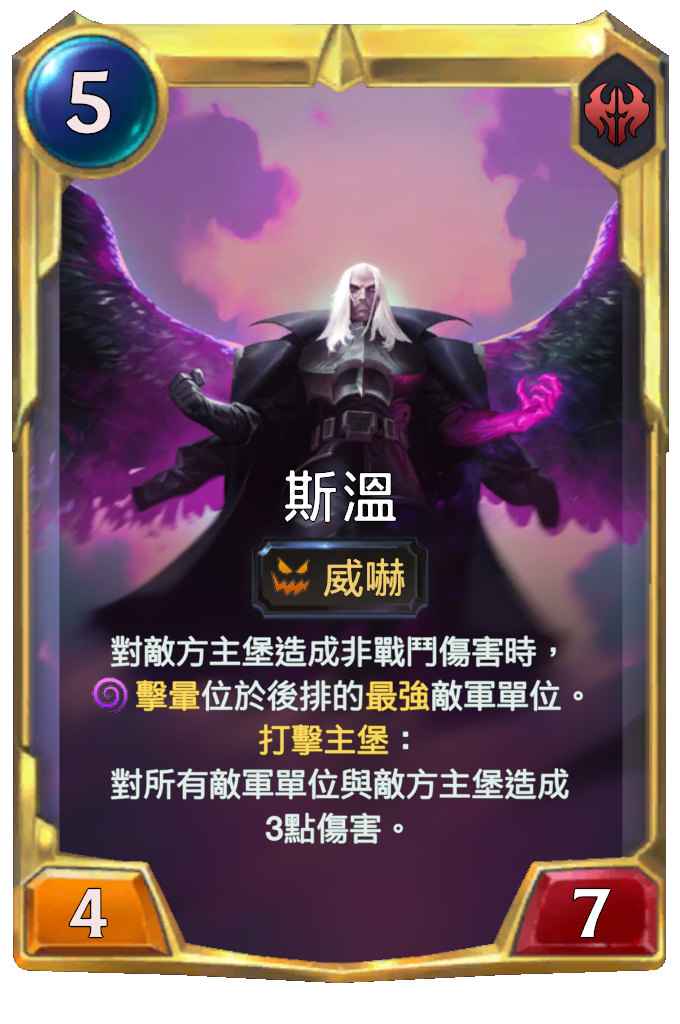 5
斯溫
威嚇
對敵方主堡造成非戰鬥傷害時，
擊暈位於後排的最強敵軍單位。
打擊主堡：
對所有敵軍單位與敵方主堡造成
3點傷害。
4
7